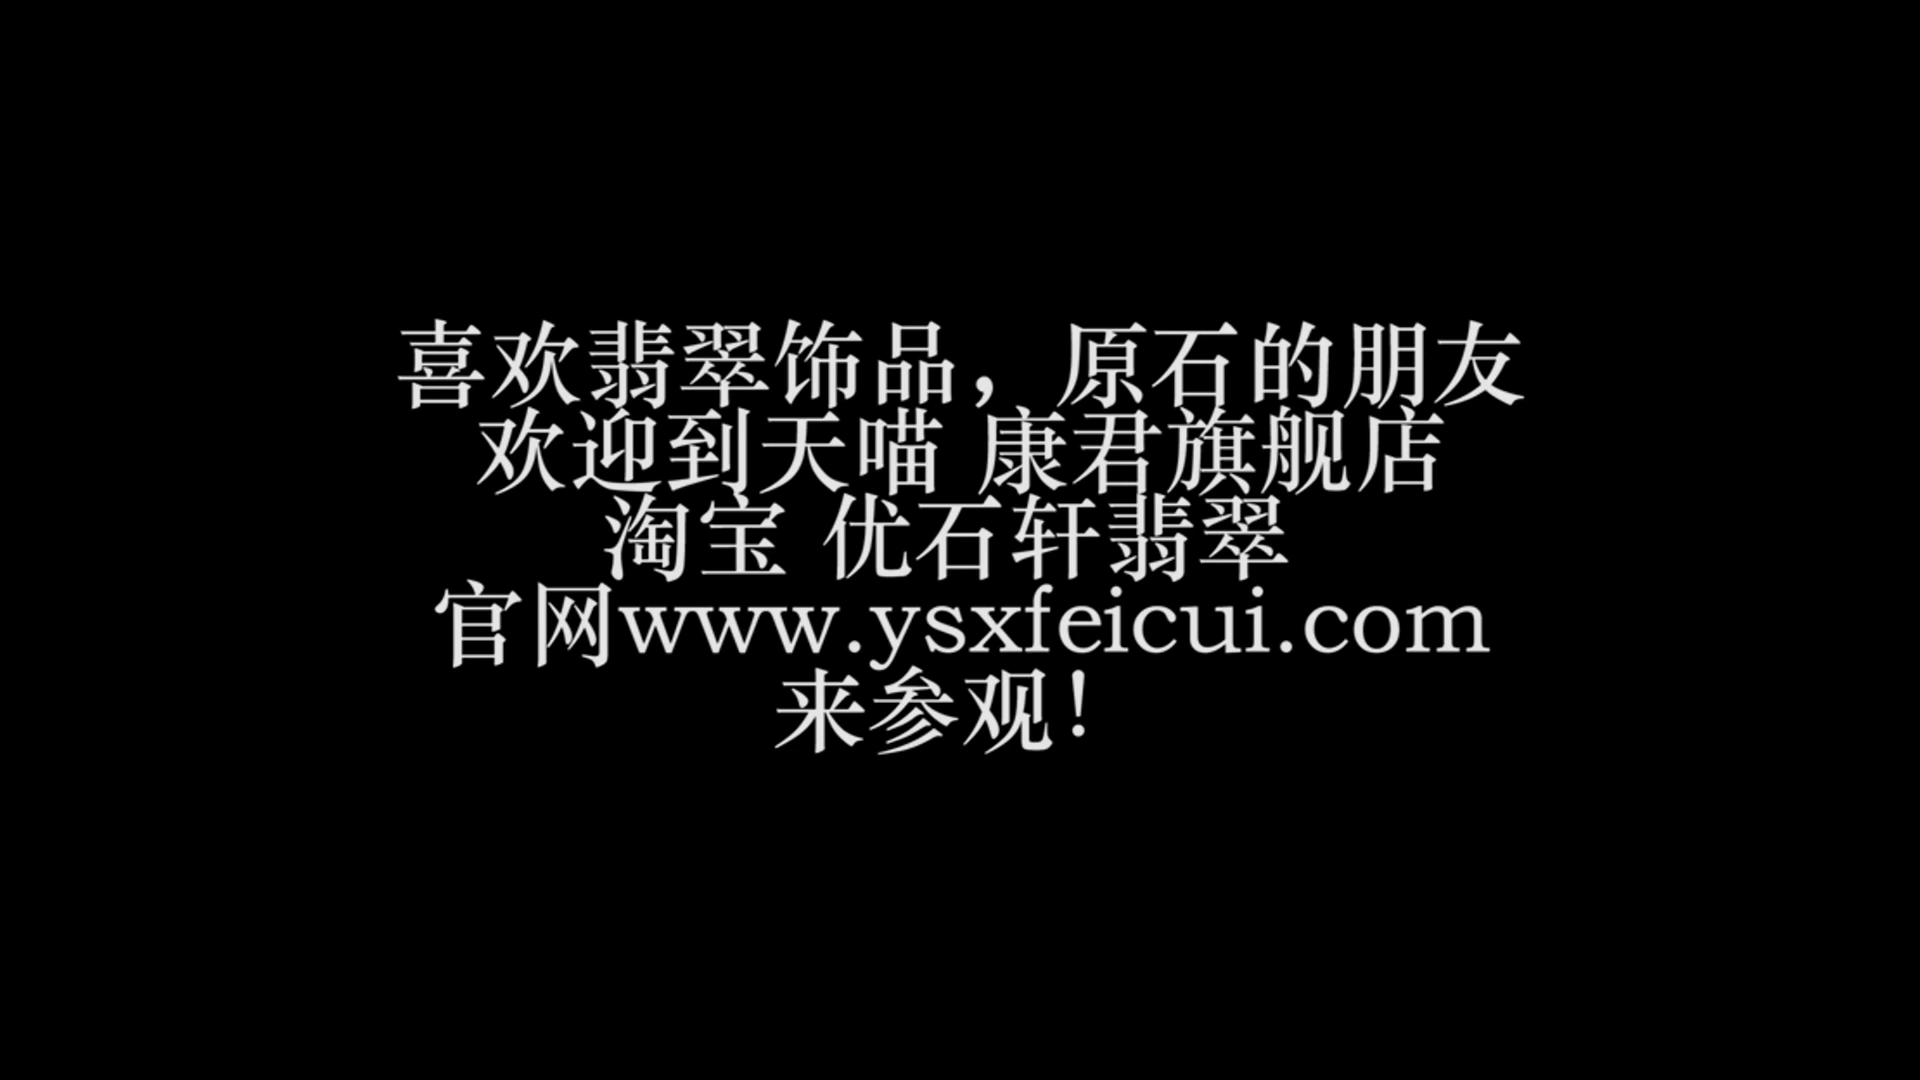 喜欢翡翠饰品，原石的朋友
欢迎到天喵 康君旗舰店
淘宝 优石轩翡翠
官网www.ysxfeicui.com
来参观！